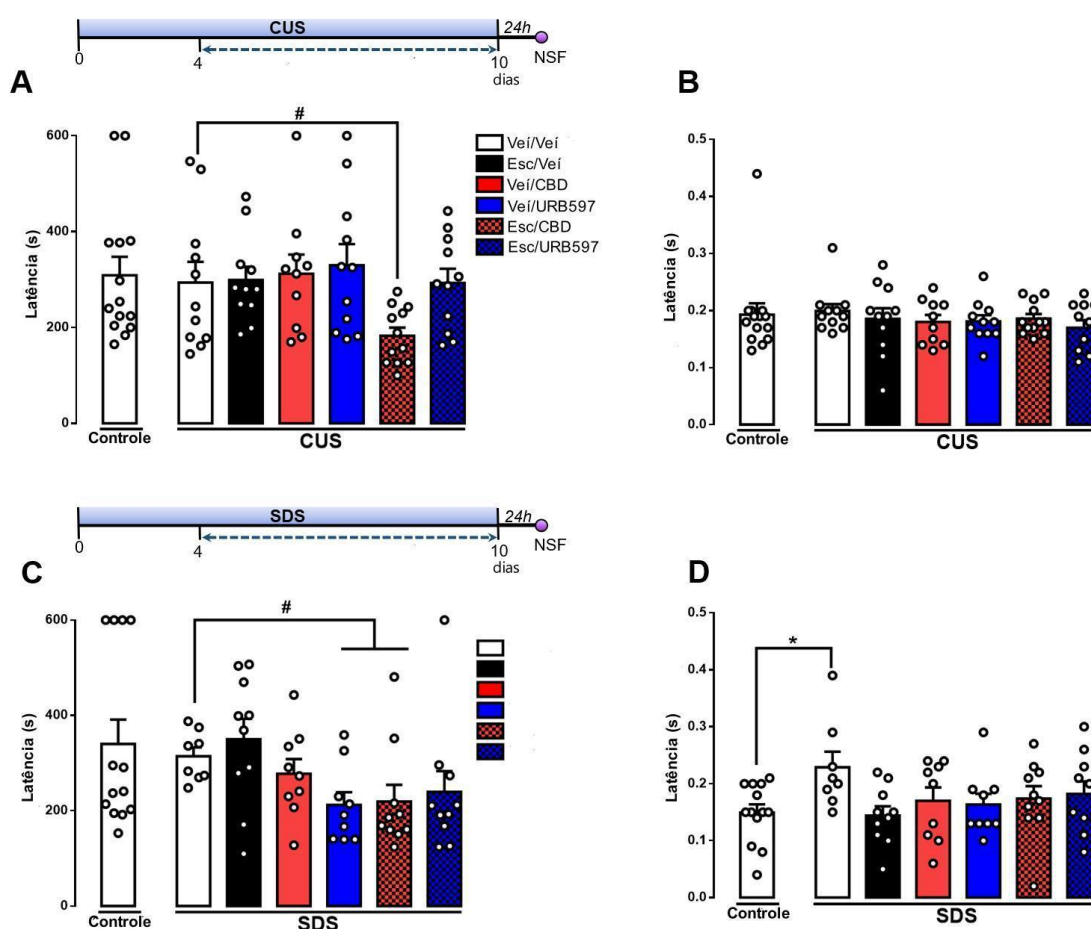 CUS
24h
0
4
10
NSF
dias
A
#
Latência (s)
600
400
200
0
Controle
CUS
Veí/Veí
Esc/Veí
Veí/CBD
Veí/URB597
Esc/CBD
Esc/URB597
B
Latência (s)
0.5
0.4
0.3
0.2
0.1
0.0
Controle
CUS
SDS
24h
0
4
10
NSF
dias
C
#
Latência (s)
600
400
200
0
Controle
SDS
D
*
Latência (s)
0.5
0.4
0.3
0.2
0.1
0.0
Controle
SDS